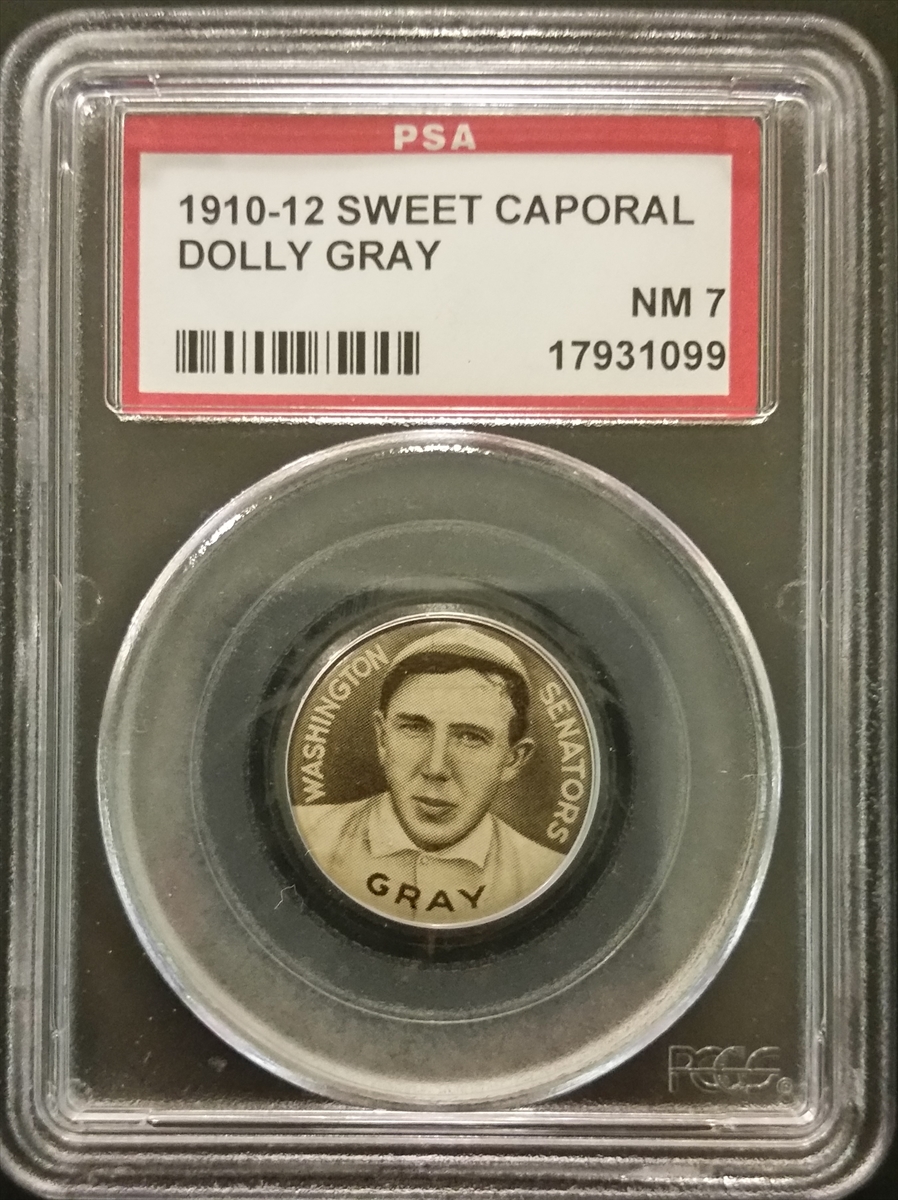 PSA
1910-12 SWEET CAPORAL
DOLLY GRAY
NM 7
17931099
WASHINGTON
SENATORS
GRAY
PCGS®